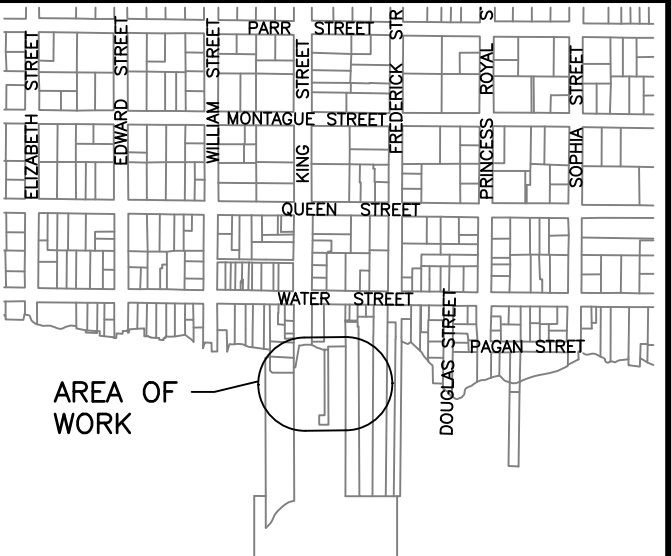 PARR STREET
MONTAGUE STREET
QUEEN STREET
WATER STREET
PAGAN STRET
ELIZABETH STREET
EDWARD STREET
WILLIAM STREET
KING STREET
FREDERICK STR
PRINCESS ROYAL S
SOPHIA STREET
DOUGLAS STREET
AREA OF
WORK